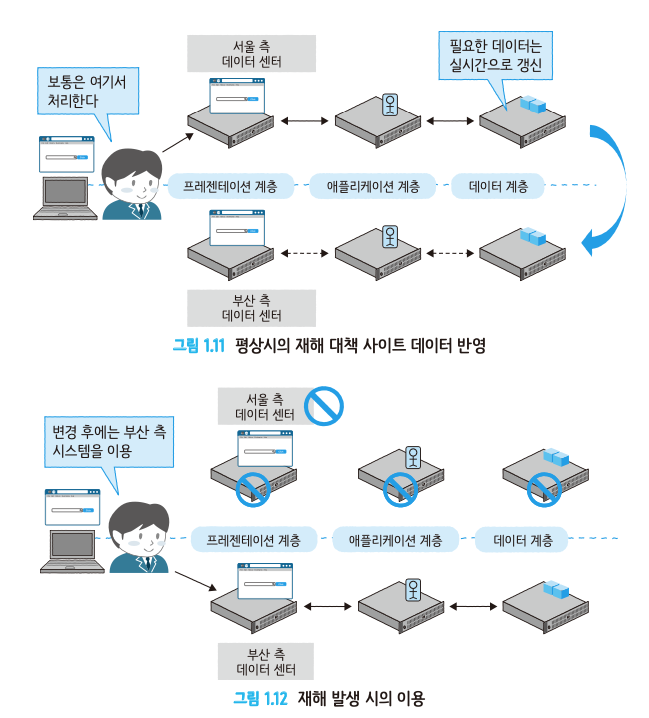 서울 측
데이터 센터
필요한 데이터는
실시간으로 갱신
보통은 여기서
처리한다
프레젠테이션 계층
애플리케이션 계층
데이터 계층
부산 측
데이터 센터
그림 1.11 평상시의 재해 대책 사이트 데이터 반영
서울 측
데이터 센터
변경 후에는 부산 측
시스템을 이용
프레젠테이션 계층
애플리케이션 계층
데이터 계층
부산 측
데이터 센터
그림 1.12 재해 발생 시의 이용